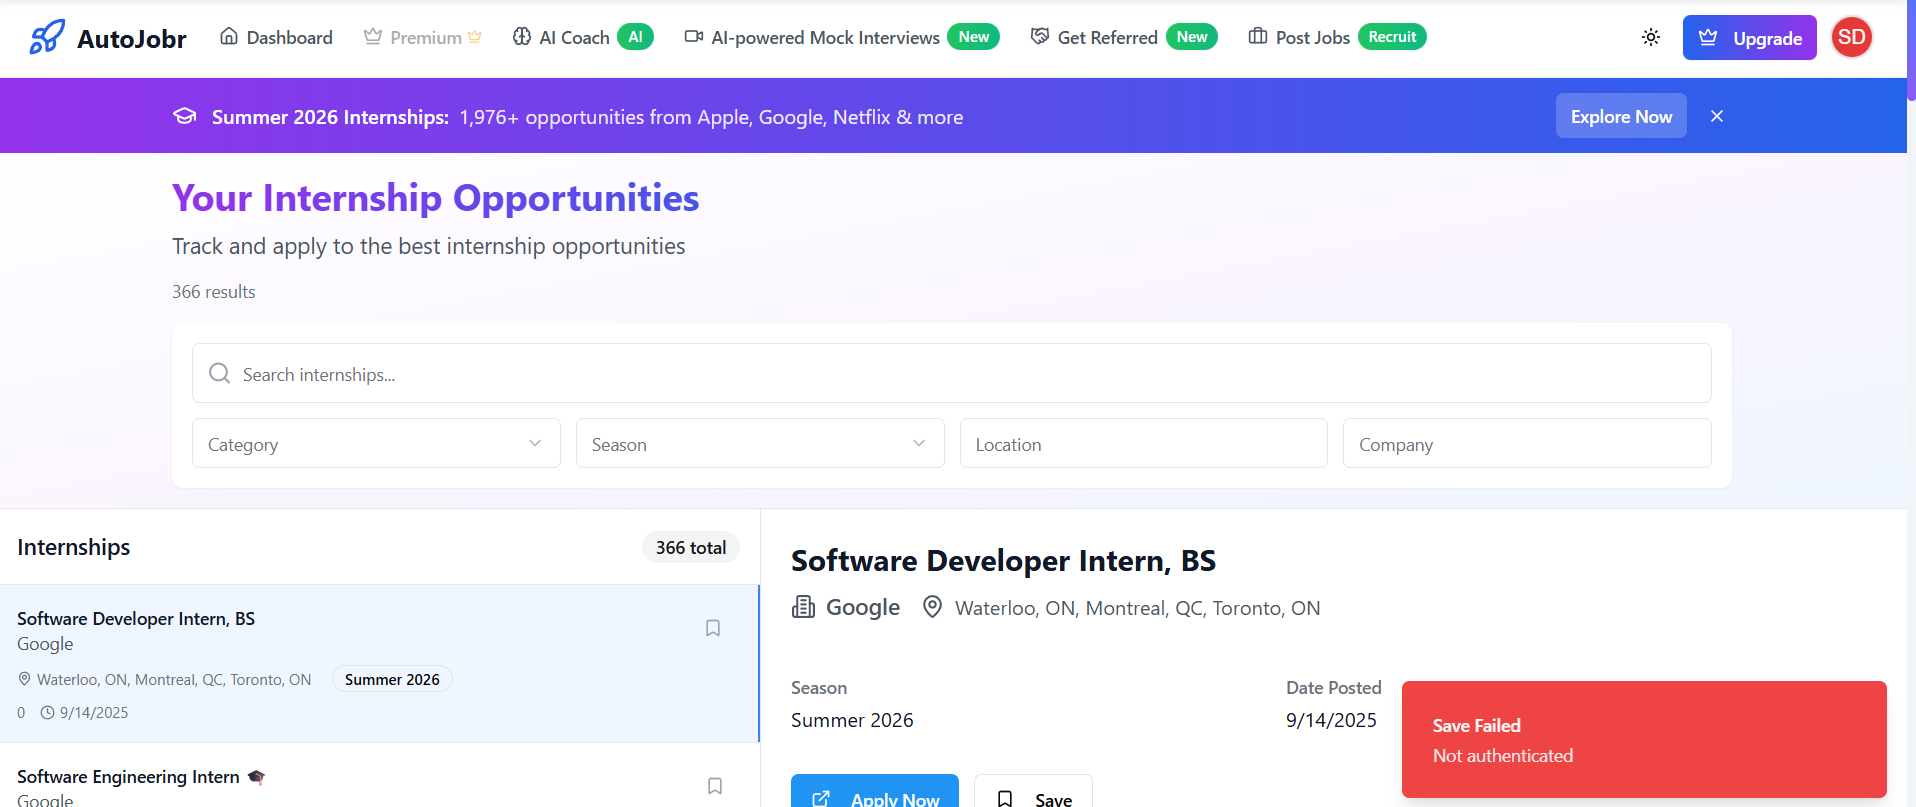 AutoJobr Dashboard Premium AI Coach AI AI-powered Mock Interviews New Get Referred New Post Jobs Recruit Upgrade SD
Summer 2026 Internships: 1,976+ opportunities from Apple, Google, Netflix & more Explore Now
Your Internship Opportunities
Track and apply to the best internship opportunities
366 results
Search internships...
Category Season Location Company
Internships 366 total
Software Developer Intern, BS
Google
Waterloo, ON, Montreal, QC, Toronto, ON Summer 2026
0 9/14/2025
Software Engineering Intern 🎓
Google
Software Developer Intern, BS
Google Waterloo, ON, Montreal, QC, Toronto, ON
Season Date Posted
Summer 2026 9/14/2025
Apply Now Save
Save Failed
Not authenticated